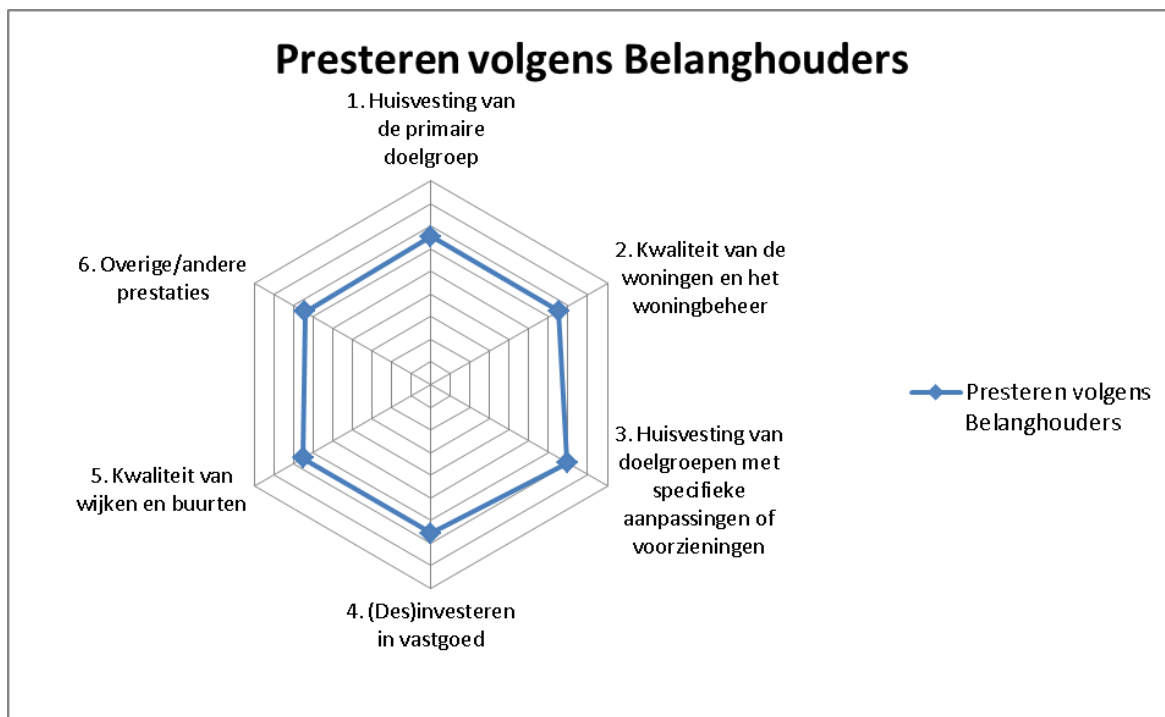 Presteren volgens Belanghouders
1. Huisvesting van
de primaire
doelgroep
2. Kwaliteit van de
woningen en het
woningbeheer
3. Huisvesting van
doelgroepen met
specifieke
aanpassingen of
voorzieningen
4. (Des)investeren
in vastgoed
5. Kwaliteit van
wijken en buurten
6. Overige/andere
prestaties
Presteren volgens
Belanghouders